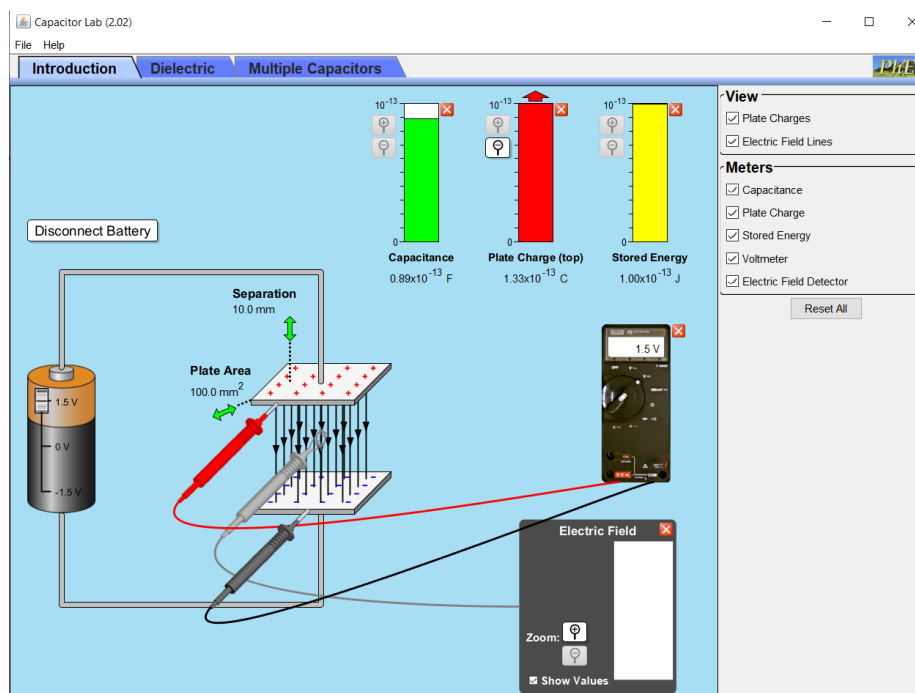 Capacitor Lab (2.02)
File Help
Introduction Dielectric Multiple Capacitors
PhE
View
Plate Charges
Electric Field Lines
Meters
Capacitance
Plate Charge
Stored Energy
Voltmeter
Electric Field Detector
Reset All
10-13
0
Capacitance
0.89x10-13 F
10-13
0
Plate Charge (top)
1.33x10-13 C
10-13
0
Stored Energy
1.00x10-13 J
Disconnect Battery
Separation
10.0 mm
Plate Area
100.0 mm2
1.5 V
0 V
-1.5 V
1.5 V
COM
Electric Field
Zoom:
Show Values